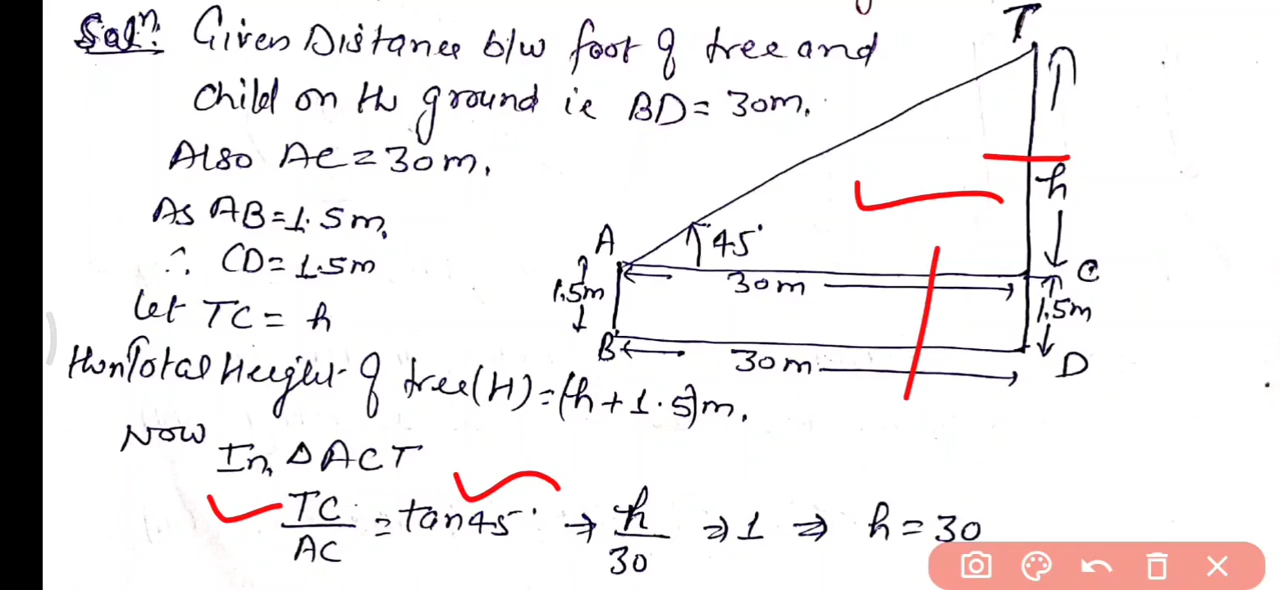 Solⁿ. Given Distance b/w foot of tree and
child on the ground ie BD = 30m.
Also AC = 30m.
As AB = 1.5m,
∴ CD = 1.5m
let TC = h
Then Total Height of tree (H) = (h + 1.5)m.
Now
In, ΔACT
TC/AC = tan45° → h/30 ⇒ 1 ⇒ h = 30
T
h
A
45°
30m
C
1.5m
1.5m
B
30m
D